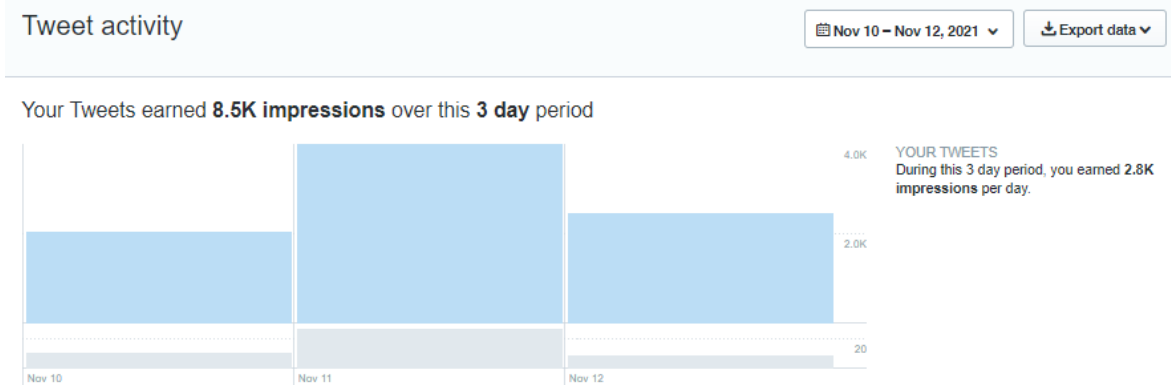 Tweet activity
Nov 10 – Nov 12, 2021
Export data
Your Tweets earned 8.5K impressions over this 3 day period
4.0K
YOUR TWEETS
During this 3 day period, you earned 2.8K
impressions per day.
2.0K
20
Nov 10
Nov 11
Nov 12